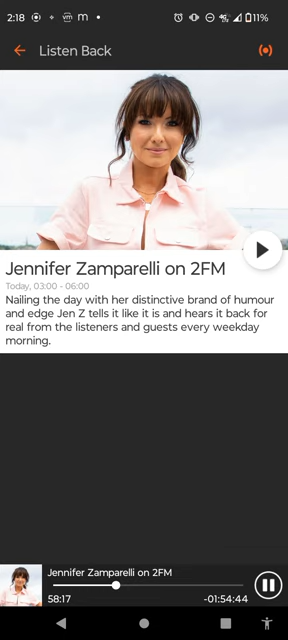 2:18 vm m 11%
Listen Back
Jennifer Zamparelli on 2FM
Today, 03:00 - 06:00
Nailing the day with her distinctive brand of humour
and edge Jen Z tells it like it is and hears it back for
real from the listeners and guests every weekday
morning.
Jennifer Zamparelli on 2FM
58:17 -01:54:44